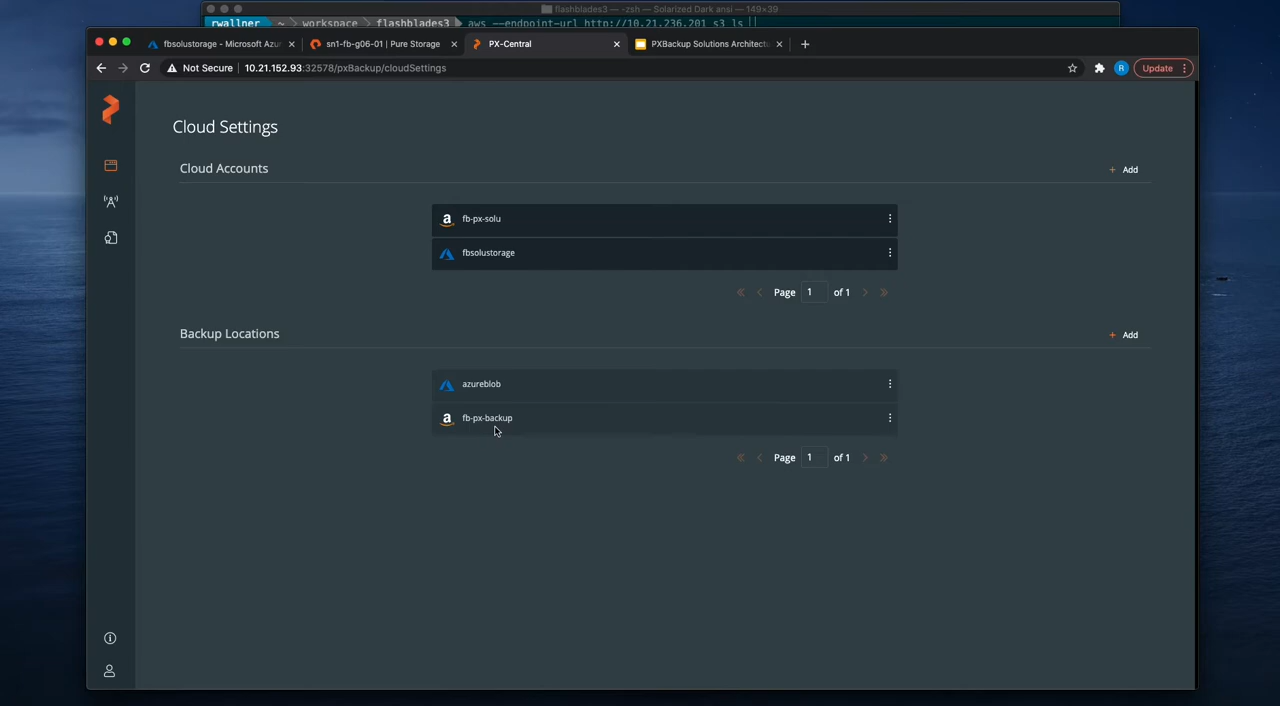 flashblades3 — -zsh — Solarized Dark ansi — 149×39
rwallner ~ workspace flashblades3 aws --endpoint-url http://10.21.236.201 s3 ls
fbsolustorage - Microsoft Azur
sn1-fb-g06-01 | Pure Storage
PX-Central
PXBackup Solutions Architectu
Not Secure 10.21.152.93:32578/pxBackup/cloudSettings
R
Update
Cloud Settings
Cloud Accounts
+ Add
fb-px-solu
fbsolustorage
« ‹ Page 1 of 1 › »
Backup Locations
+ Add
azureblob
fb-px-backup
« ‹ Page 1 of 1 › »